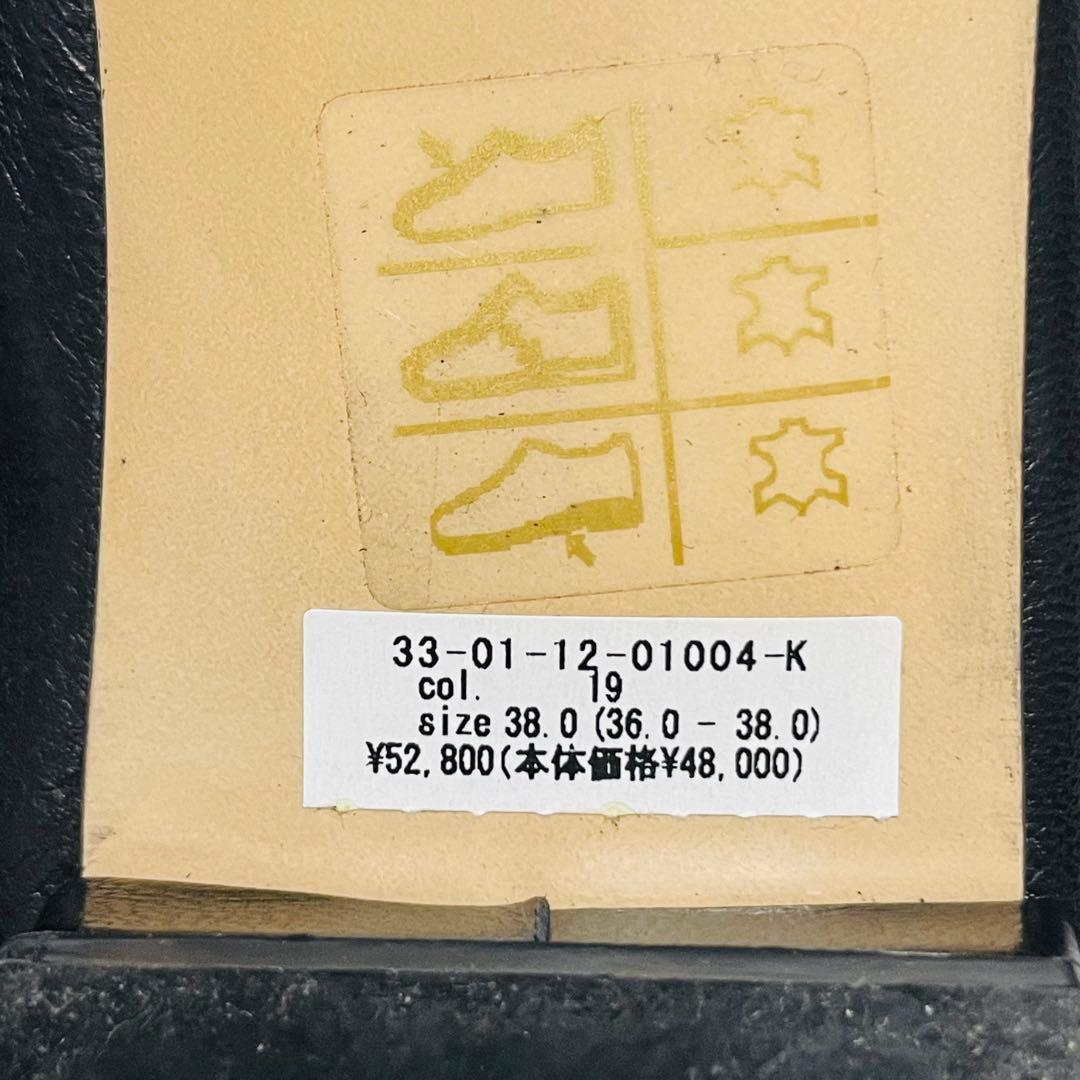 33-01-12-01004-K
col. 19
size 38.0 (36.0 - 38.0)
¥52,800(本体価格¥48,000)